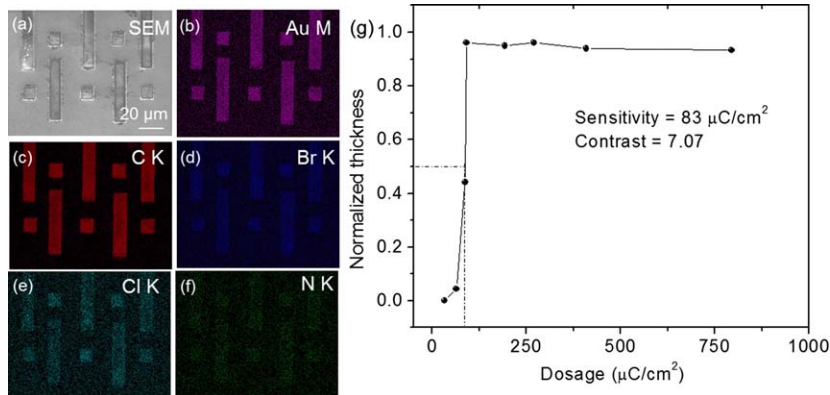 (a) SEM
20 μm
(b) Au M
(c) C K
(d) Br K
(e) Cl K
(f) N K
(g)
1.0
0.8
0.6
0.4
0.2
0.0
Normalized thickness
Sensitivity = 83 μC/cm²
Contrast = 7.07
0 250 500 750 1000
Dosage (μC/cm²)